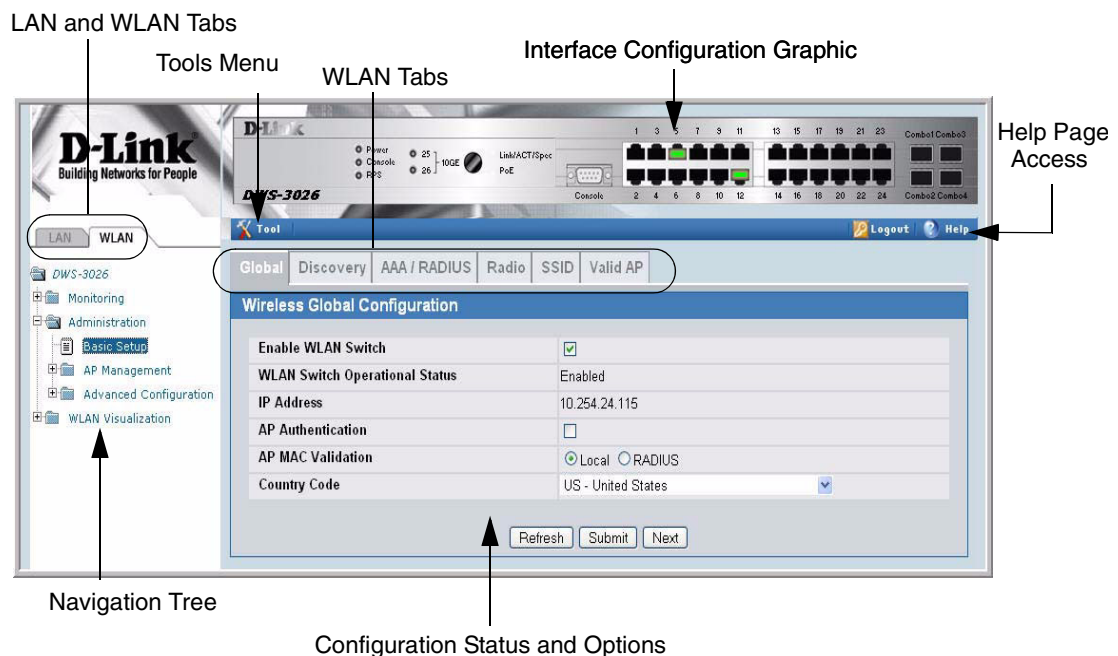 LAN and WLAN Tabs
Tools Menu
WLAN Tabs
Interface Configuration Graphic
Help Page
Access
D-Link
Building Networks for People
D-Link
Power
Console
RPS
25
26
10GE
Link/ACT/Spee
PoE
DWS-3026
Console
1 3 5 7 9 11 13 15 17 19 21 23
2 4 6 8 10 12 14 16 18 20 22 24
Combo1 Combo3
Combo2 Combo4
LAN WLAN
Tool
Logout Help
DWS-3026
Monitoring
Administration
Basic Setup
AP Management
Advanced Configuration
WLAN Visualization
Global Discovery AAA / RADIUS Radio SSID Valid AP
Wireless Global Configuration
Enable WLAN Switch
WLAN Switch Operational Status Enabled
IP Address 10.254.24.115
AP Authentication
AP MAC Validation Local RADIUS
Country Code US - United States
Refresh Submit Next
Navigation Tree
Configuration Status and Options